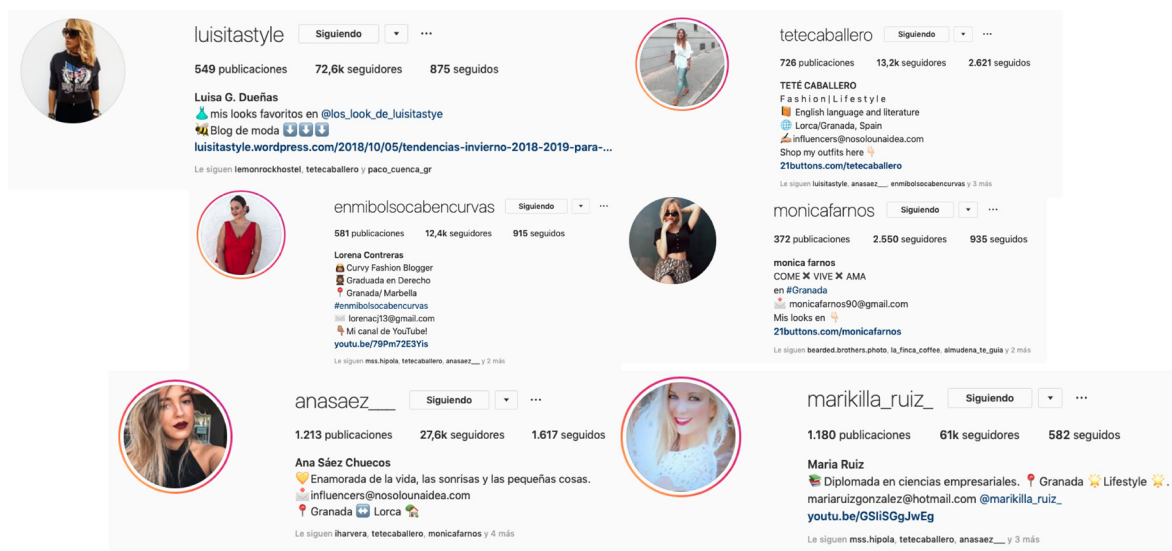 luisitastyle Siguiendo
549 publicaciones 72,6k seguidores 875 seguidos
Luisa G. Dueñas
👗 mis looks favoritos en @los_look_de_luisitastye
🐝Blog de moda ⬇️⬇️⬇️
luisitastyle.wordpress.com/2018/10/05/tendencias-invierno-2018-2019-para-...
Le siguen lemonrockhostel, tetecaballero y paco_cuenca_gr
tetecaballero Siguiendo
726 publicaciones 13,2k seguidores 2.621 seguidos
TETÉ CABALLERO
F a s h i o n | L i f e s t y l e
📙 English language and literature
🌐 Lorca/Granada, Spain
✍🏻influencers@nosolounaidea.com
Shop my outfits here 👇🏻
21buttons.com/tetecaballero
Le siguen luisitastyle, anasaez___, enmibolsocabencurvas y 3 más
enmibolsocabencurvas Siguiendo
581 publicaciones 12,4k seguidores 915 seguidos
Lorena Contreras
👜 Curvy Fashion Blogger
👩🏽‍🎓 Graduada en Derecho
📍 Granada/ Marbella
#enmibolsocabencurvas
📨 lorenacj13@gmail.com
👇🏽Mi canal de YouTube!
youtu.be/79Pm72E3Yis
Le siguen mss.hipola, tetecaballero, anasaez___ y 2 más
monicafarnos Siguiendo
372 publicaciones 2.550 seguidores 935 seguidos
monica farnos
COME ✖️ VIVE ✖️ AMA
en #Granada
📩 monicafarnos90@gmail.com
Mis looks en 👇🏻
21buttons.com/monicafarnos
Le siguen bearded.brothers.photo, la_finca_coffee, almudena_te_guia y 2 más
anasaez___ Siguiendo
1.213 publicaciones 27,6k seguidores 1.617 seguidos
Ana Sáez Chuecos
💛Enamorada de la vida, las sonrisas y las pequeñas cosas.
📩influencers@nosolounaidea.com
📍 Granada ↔️ Lorca 🏡
Le siguen iharvera, tetecaballero, monicafarnos y 4 más
marikilla_ruiz_ Siguiendo
1.180 publicaciones 61k seguidores 582 seguidos
Maria Ruiz
📚 Diplomada en ciencias empresariales. 📍 Granada 🌟 Lifestyle 🌟.
mariaruizgonzalez@hotmail.com @marikilla_ruiz_
youtu.be/GSliSGgJwEg
Le siguen mss.hipola, tetecaballero, anasaez___ y 3 más